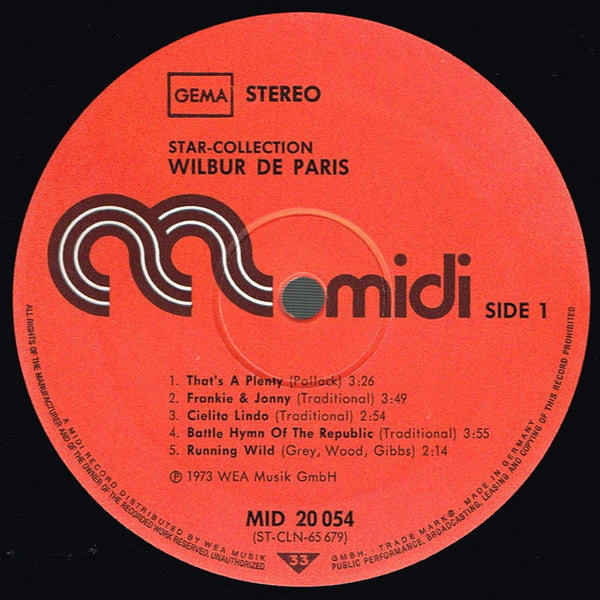 GEMA STEREO
STAR-COLLECTION
WILBUR DE PARIS
midi SIDE 1
1. That's A Plenty (Pollack) 3:26
2. Frankie & Jonny (Traditional) 3:49
3. Cielito Lindo (Traditional) 2:54
4. Battle Hymn Of The Republic (Traditional) 3:55
5. Running Wild (Grey, Wood, Gibbs) 2:14
℗ 1973 WEA Musik GmbH
MID 20 054
(ST-CLN-65 679)
33
ALL RIGHTS OF THE MANUFACTURER AND OF THE OWNER OF THE RECORDED WORK RESERVED, UNAUTHORIZED PUBLIC PERFORMANCE, BROADCASTING, LEASING AND COPYING OF THIS RECORD PROHIBITED
A MIDI RECORD DISTRIBUTED BY WEA MUSIK GMBH, TRADE MARK® MADE IN GERMANY